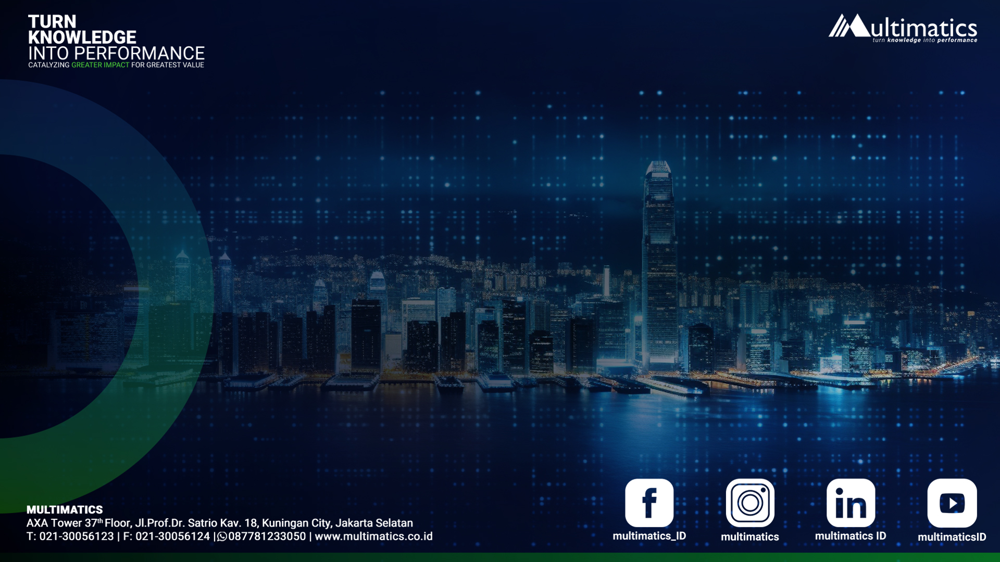 TURN
KNOWLEDGE
INTO PERFORMANCE
CATALYZING GREATER IMPACT FOR GREATEST VALUE
Multimatics
turn knowledge into performance
MULTIMATICS
AXA Tower 37th Floor, Jl.Prof.Dr. Satrio Kav. 18, Kuningan City, Jakarta Selatan
T: 021-30056123 | F: 021-30056124 | 087781233050 | www.multimatics.co.id
multimatics_ID
multimatics
multimatics ID
multimaticsID